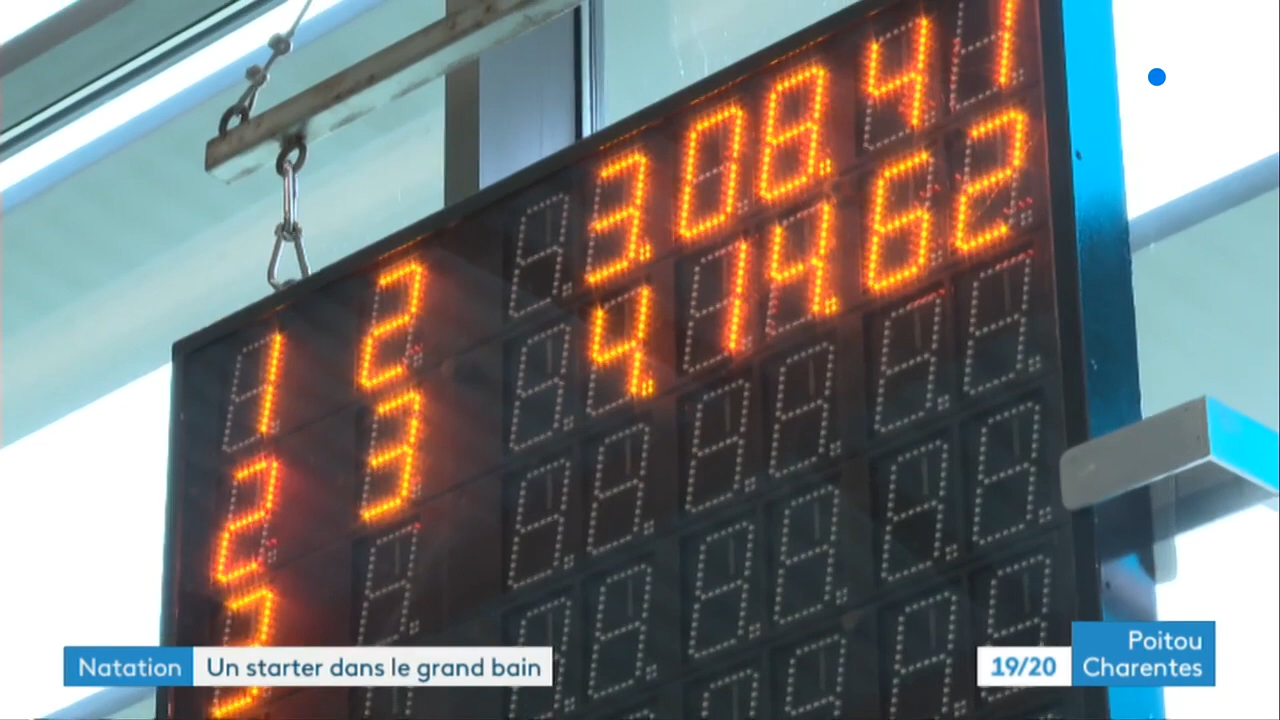 1 2 3.08.41
2 3 4.14.62
3
Natation Un starter dans le grand bain
19/20 Poitou
Charentes